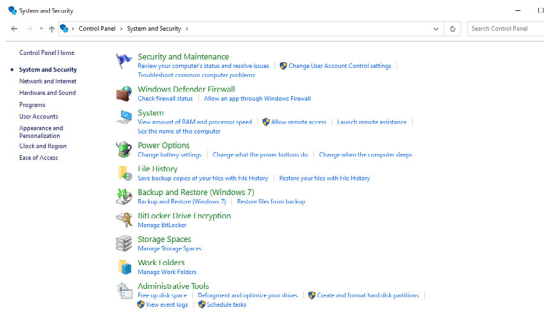 System and Security
Control Panel > System and Security >
Search Control Panel
Control Panel Home
System and Security
Network and Internet
Hardware and Sound
Programs
User Accounts
Appearance and
Personalization
Clock and Region
Ease of Access
Security and Maintenance
Review your computer's status and resolve issues | Change User Account Control settings |
Troubleshoot common computer problems
Windows Defender Firewall
Check firewall status | Allow an app through Windows Firewall
System
View amount of RAM and processor speed | Allow remote access | Launch remote assistance |
See the name of this computer
Power Options
Change battery settings | Change what the power buttons do | Change when the computer sleeps
File History
Save backup copies of your files with File History | Restore your files with File History
Backup and Restore (Windows 7)
Backup and Restore (Windows 7) | Restore files from backup
BitLocker Drive Encryption
Manage BitLocker
Storage Spaces
Manage Storage Spaces
Work Folders
Manage Work Folders
Administrative Tools
Free up disk space | Defragment and optimize your drives | Create and format hard disk partitions |
View event logs | Schedule tasks